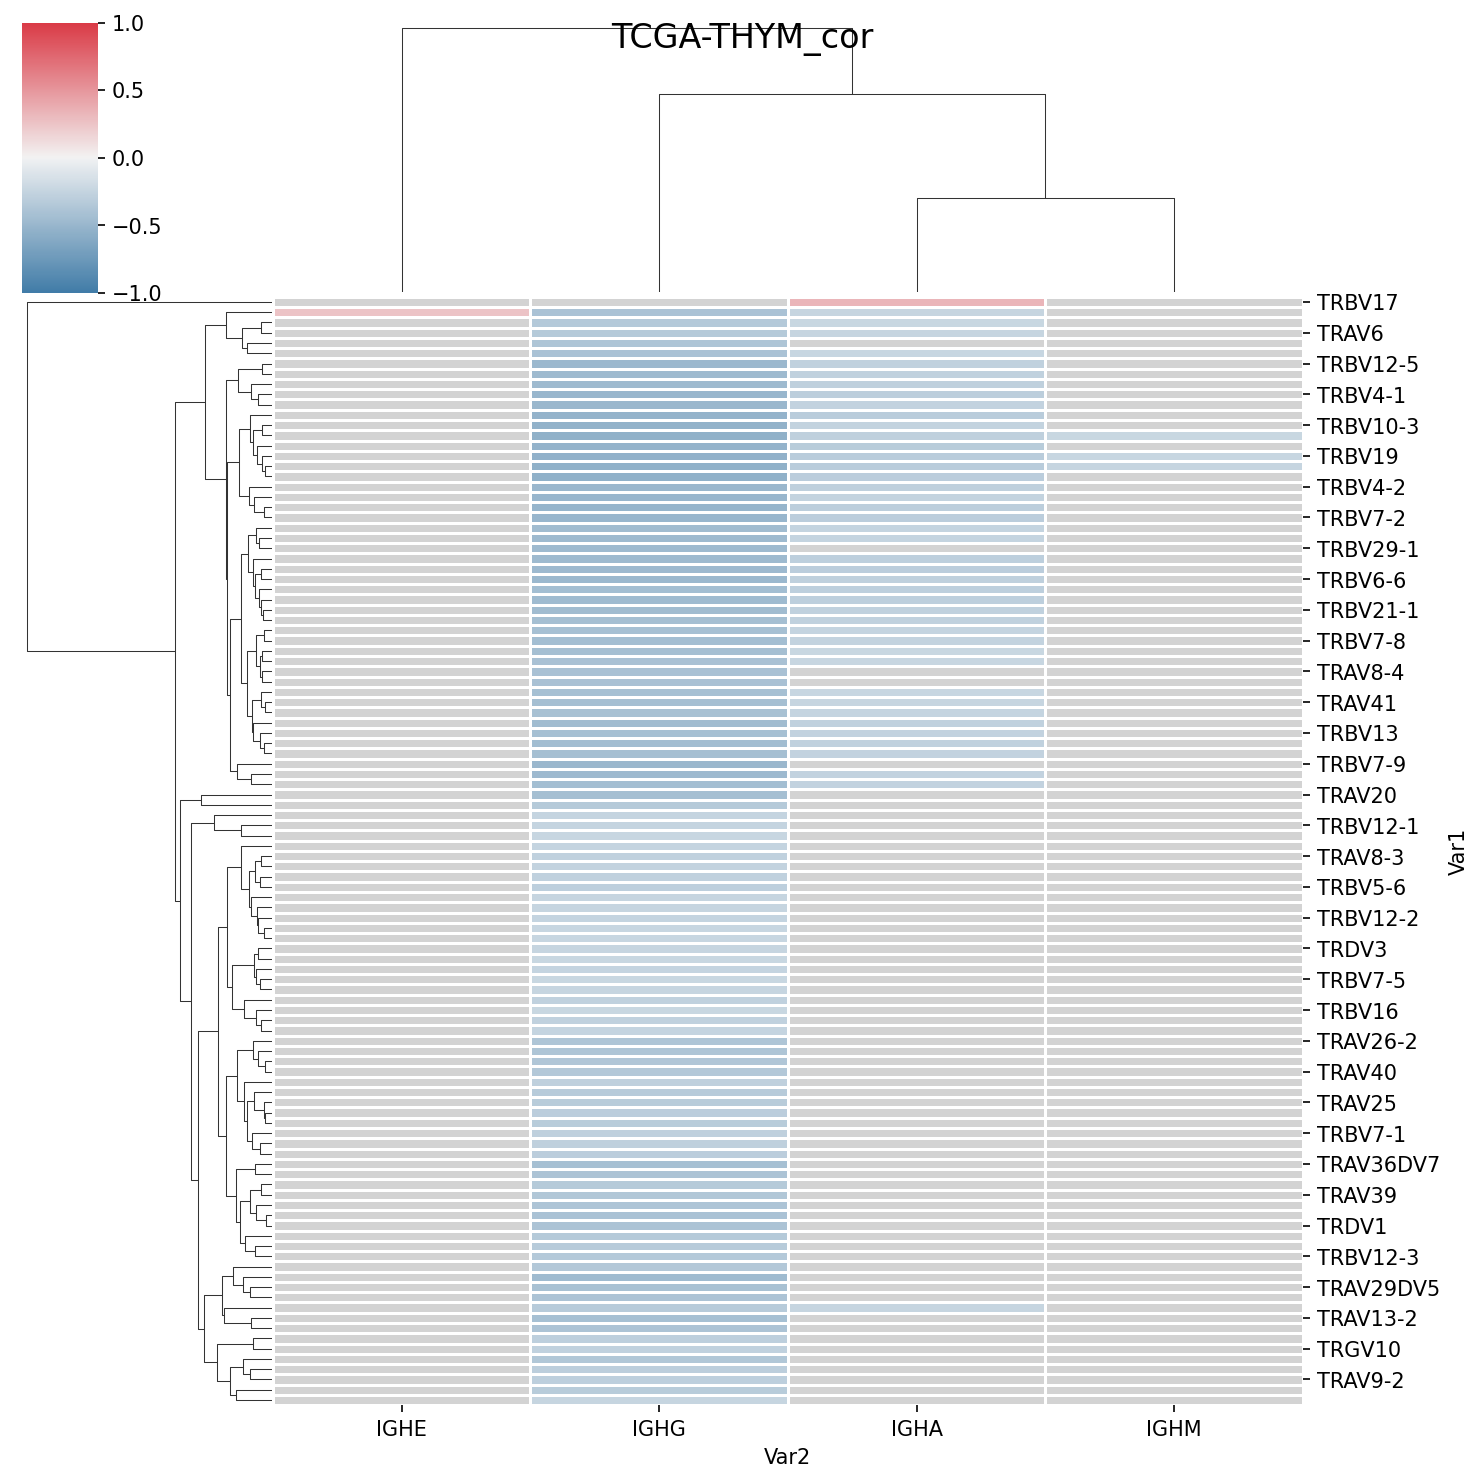 TCGA-THYM_cor
1.0
0.5
0.0
−0.5
−1.0
TRBV17
TRAV6
TRBV12-5
TRBV4-1
TRBV10-3
TRBV19
TRBV4-2
TRBV7-2
TRBV29-1
TRBV6-6
TRBV21-1
TRBV7-8
TRAV8-4
TRAV41
TRBV13
TRBV7-9
TRAV20
TRBV12-1
TRAV8-3
TRBV5-6
TRBV12-2
TRDV3
TRBV7-5
TRBV16
TRAV26-2
TRAV40
TRAV25
TRBV7-1
TRAV36DV7
TRAV39
TRDV1
TRBV12-3
TRAV29DV5
TRAV13-2
TRGV10
TRAV9-2
Var1
IGHE IGHG IGHA IGHM
Var2